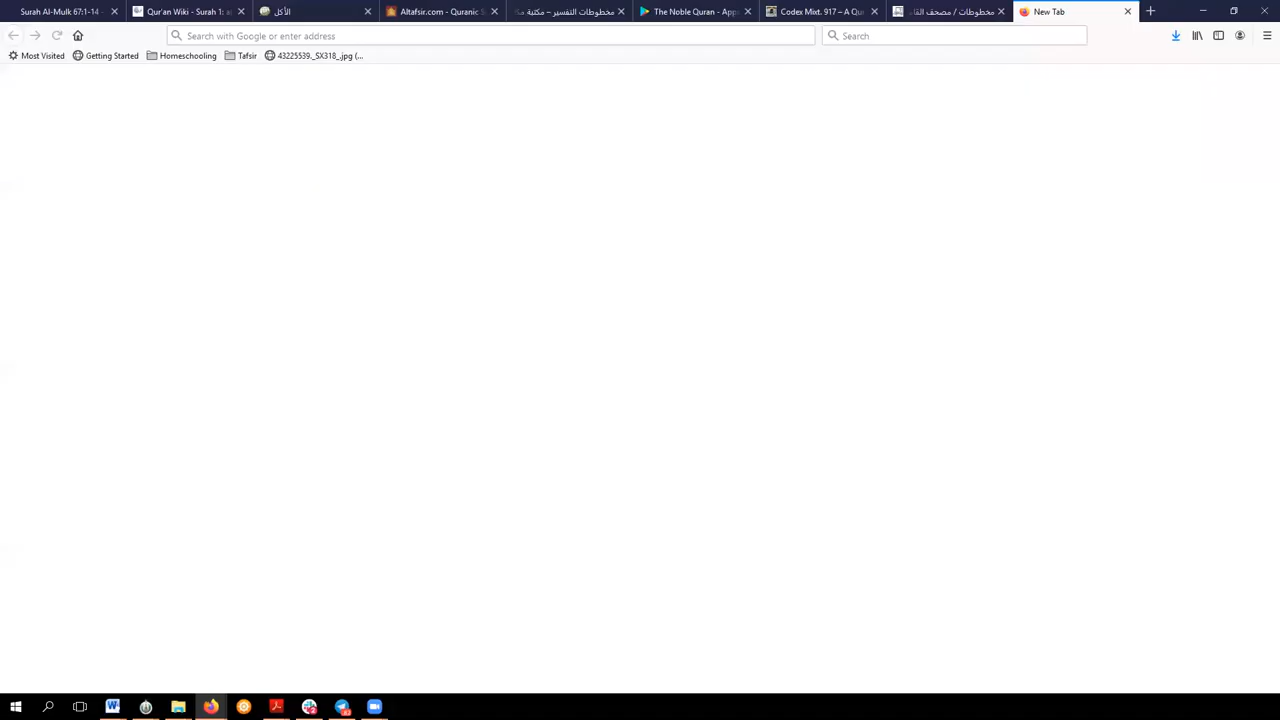 Surah Al-Mulk 67:1-14 -
Qur'an Wiki - Surah 1: a
الأكل
Altafsir.com - Quranic S
مخطوطات التفسير – مكتبة
The Noble Quran - App
Codex Mixt. 917 – A Qu
مخطوطات / مصحف
New Tab
Search with Google or enter address
Search
Most Visited
Getting Started
Homeschooling
Tafsir
43225539._SX318_.jpg (...